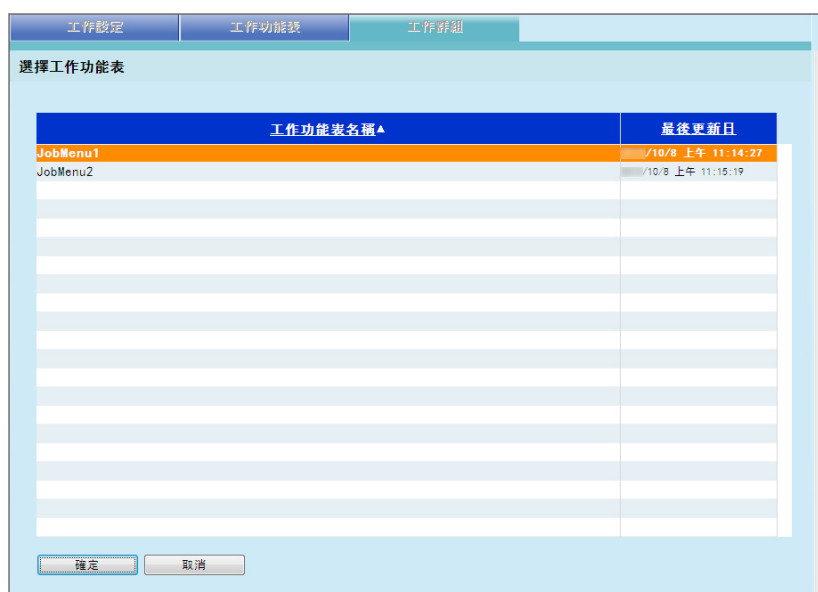 工作設定 工作功能表 工作群組
選擇工作功能表
工作功能表名稱▲ 最後更新日
JobMenu1 /10/8 上午 11:14:27
JobMenu2 /10/8 上午 11:15:19
確定 取消